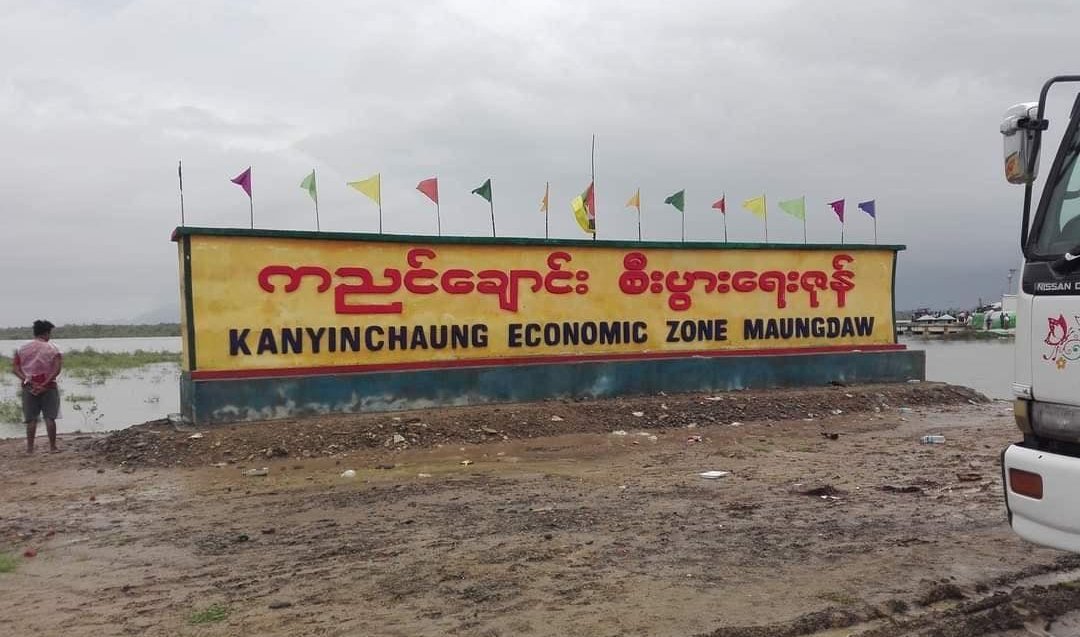 ကညင်ချောင်း စီးပွားရေးဇုန်
KANYINCHAUNG ECONOMIC ZONE MAUNGDAW
NISSAN